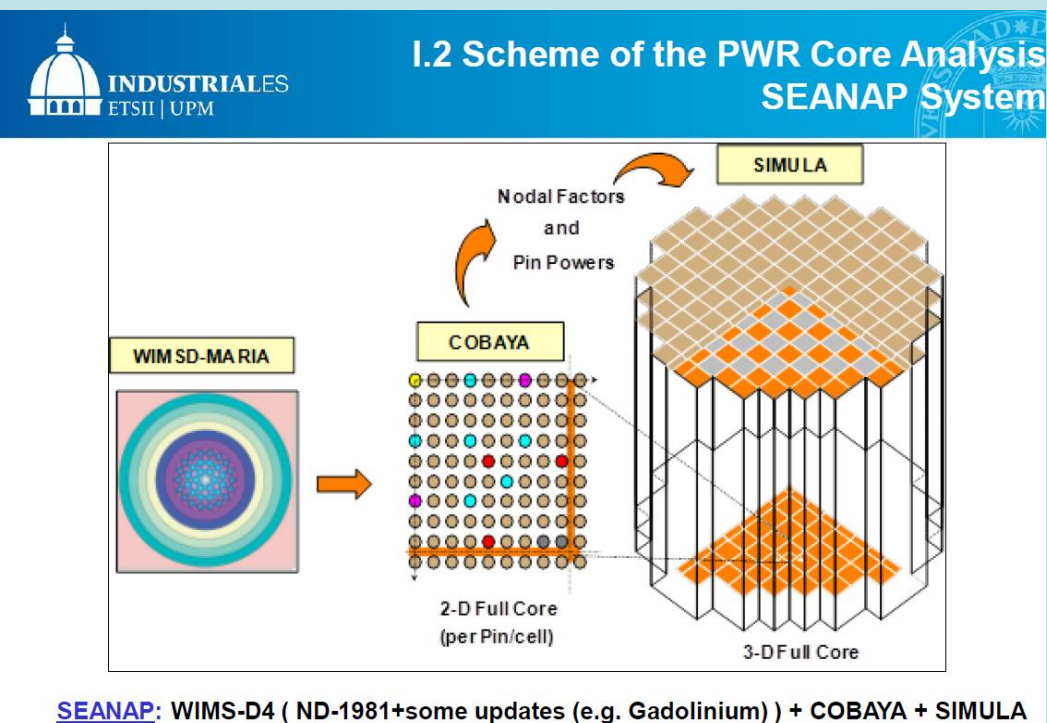 INDUSTRIALES
ETSII | UPM
I.2 Scheme of the PWR Core Analysis
SEANAP System
SIMULA
Nodal Factors
and
Pin Powers
COBAYA
WIMSD-MARIA
2-D Full Core
(per Pin/cell)
3-D Full Core
SEANAP: WIMS-D4 ( ND-1981+some updates (e.g. Gadolinium) ) + COBAYA + SIMULA